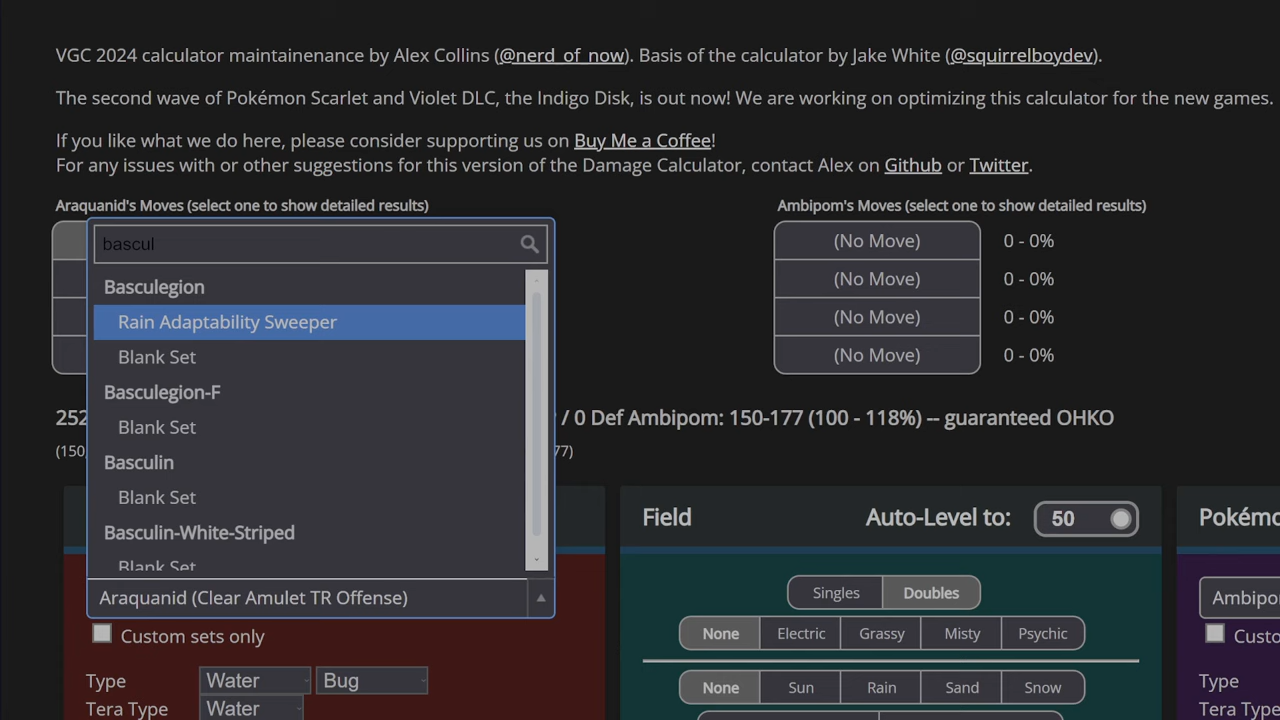 VGC 2024 calculator maintainenance by Alex Collins (@nerd_of_now). Basis of the calculator by Jake White (@squirrelboydev).
The second wave of Pokémon Scarlet and Violet DLC, the Indigo Disk, is out now! We are working on optimizing this calculator for the new games.
If you like what we do here, please consider supporting us on Buy Me a Coffee!
For any issues with or other suggestions for this version of the Damage Calculator, contact Alex on Github or Twitter.
Araquanid's Moves (select one to show detailed results)
Ambipom's Moves (select one to show detailed results)
bascul
Basculegion
Rain Adaptability Sweeper
Blank Set
Basculegion-F
Blank Set
Basculin
Blank Set
Basculin-White-Striped
Blank Set
Araquanid (Clear Amulet TR Offense)
(No Move) 0 - 0%
(No Move) 0 - 0%
(No Move) 0 - 0%
(No Move) 0 - 0%
252 / 0 Def Ambipom: 150-177 (100 - 118%) -- guaranteed OHKO
(150, 77)
Custom sets only
Type Water Bug
Tera Type Water
Field Auto-Level to: 50
Singles Doubles
None Electric Grassy Misty Psychic
None Sun Rain Sand Snow
Pokémo
Ambipo
Custo
Type
Tera Type